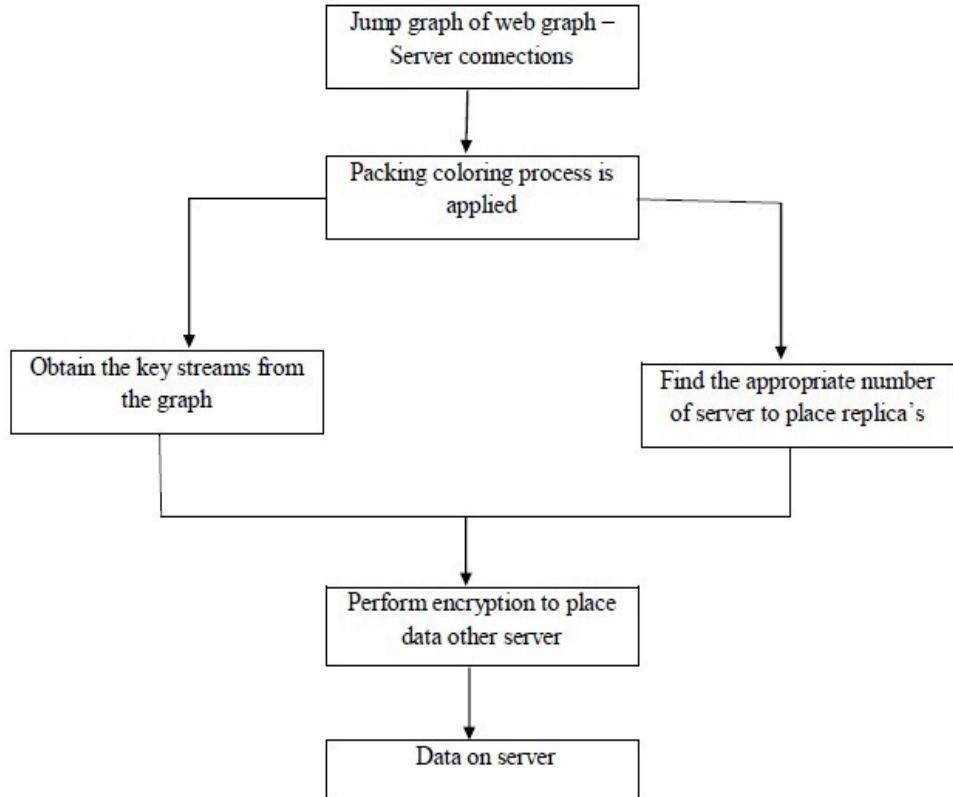 Jump graph of web graph –
Server connections
Packing coloring process is
applied
Obtain the key streams from
the graph
Find the appropriate number
of server to place replica’s
Perform encryption to place
data other server
Data on server